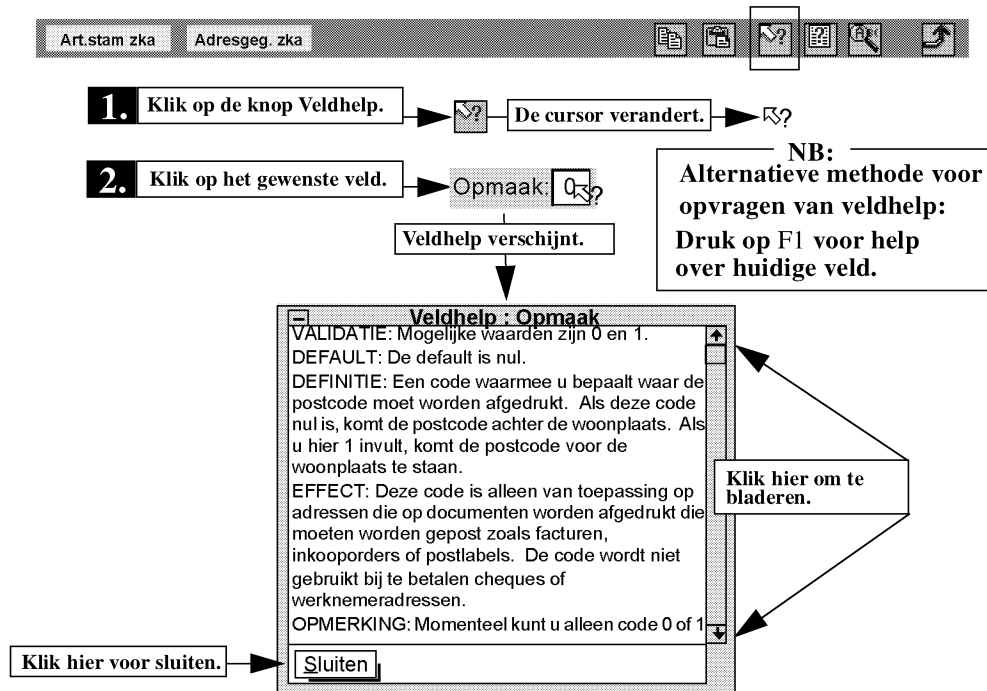 Art.stam zka
Adresgeg. zka
1. Klik op de knop Veldhelp.
De cursor verandert.
2. Klik op het gewenste veld.
Opmaak: 0
Veldhelp verschijnt.
NB:
Alternatieve methode voor
opvragen van veldhelp:
Druk op F1 voor help
over huidige veld.
Veldhelp : Opmaak
VALIDATIE: Mogelijke waarden zijn 0 en 1.
DEFAULT: De default is nul.
DEFINITIE: Een code waarmee u bepaalt waar de
postcode moet worden afgedrukt. Als deze code
nul is, komt de postcode achter de woonplaats. Als
u hier 1 invult, komt de postcode voor de
woonplaats te staan.
EFFECT: Deze code is alleen van toepassing op
adressen die op documenten worden afgedrukt die
moeten worden gepost zoals facturen,
inkooporders of postlabels. De code wordt niet
gebruikt bij te betalen cheques of
werknemeradressen.
OPMERKING: Momenteel kunt u alleen code 0 of 1
Klik hier om te
bladeren.
Klik hier voor sluiten.
Sluiten